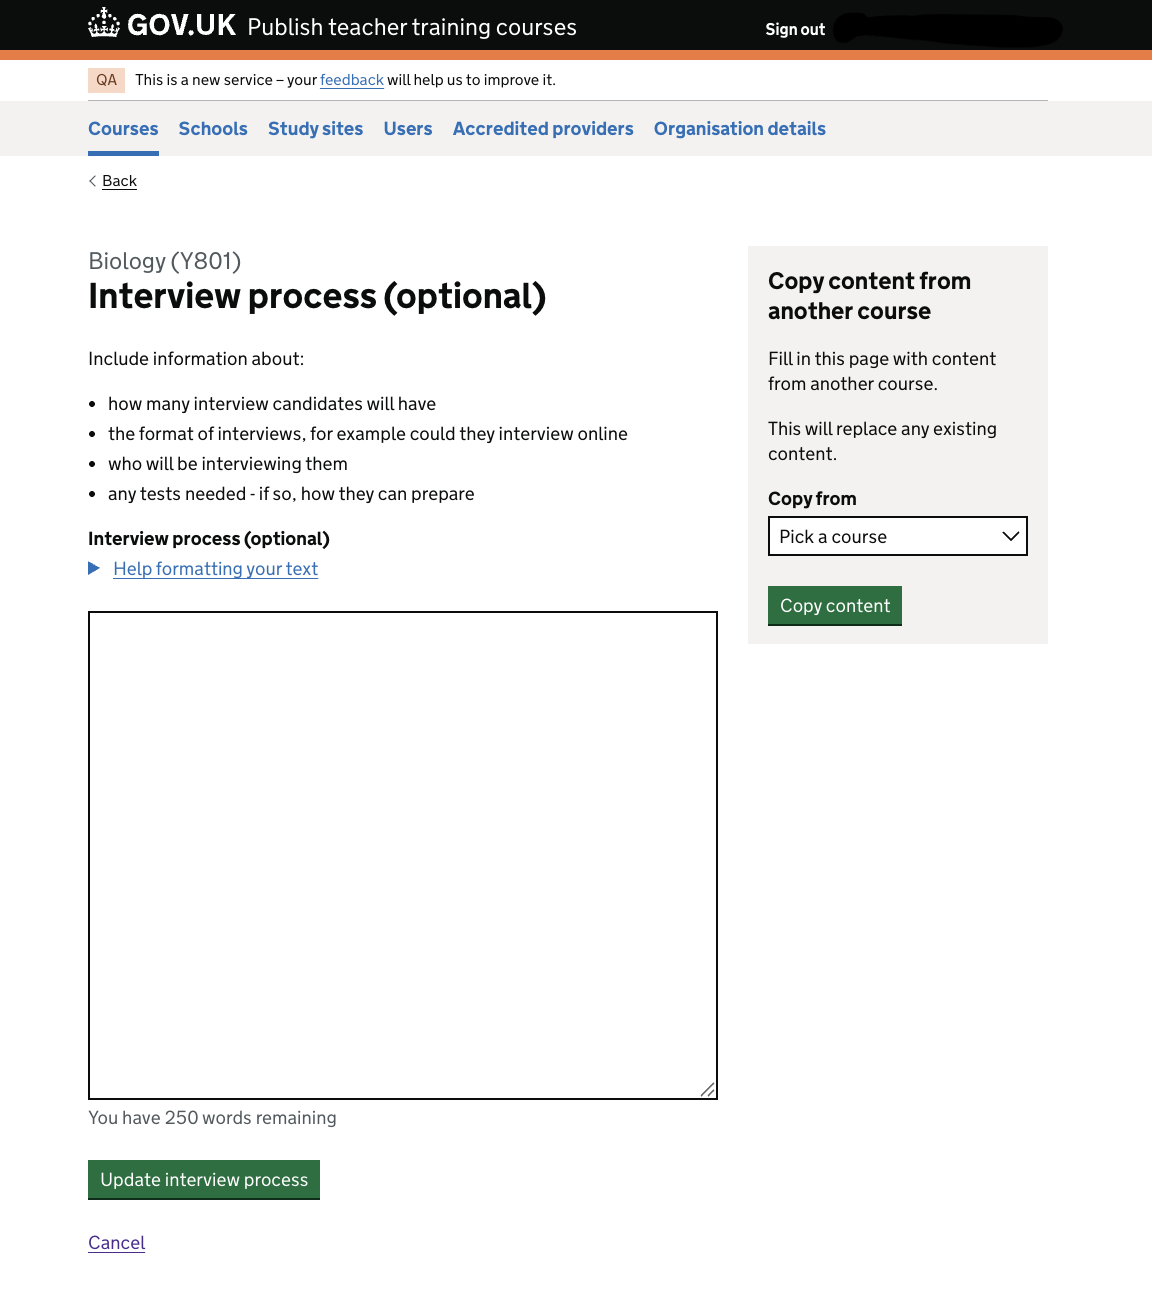 GOV.UK Publish teacher training courses
Sign out
QA This is a new service – your feedback will help us to improve it.
Courses Schools Study sites Users Accredited providers Organisation details
Back
Biology (Y801)
Interview process (optional)
Include information about:
how many interview candidates will have
the format of interviews, for example could they interview online
who will be interviewing them
any tests needed - if so, how they can prepare
Interview process (optional)
Help formatting your text
You have 250 words remaining
Update interview process
Cancel
Copy content from
another course
Fill in this page with content
from another course.
This will replace any existing
content.
Copy from
Pick a course
Copy content